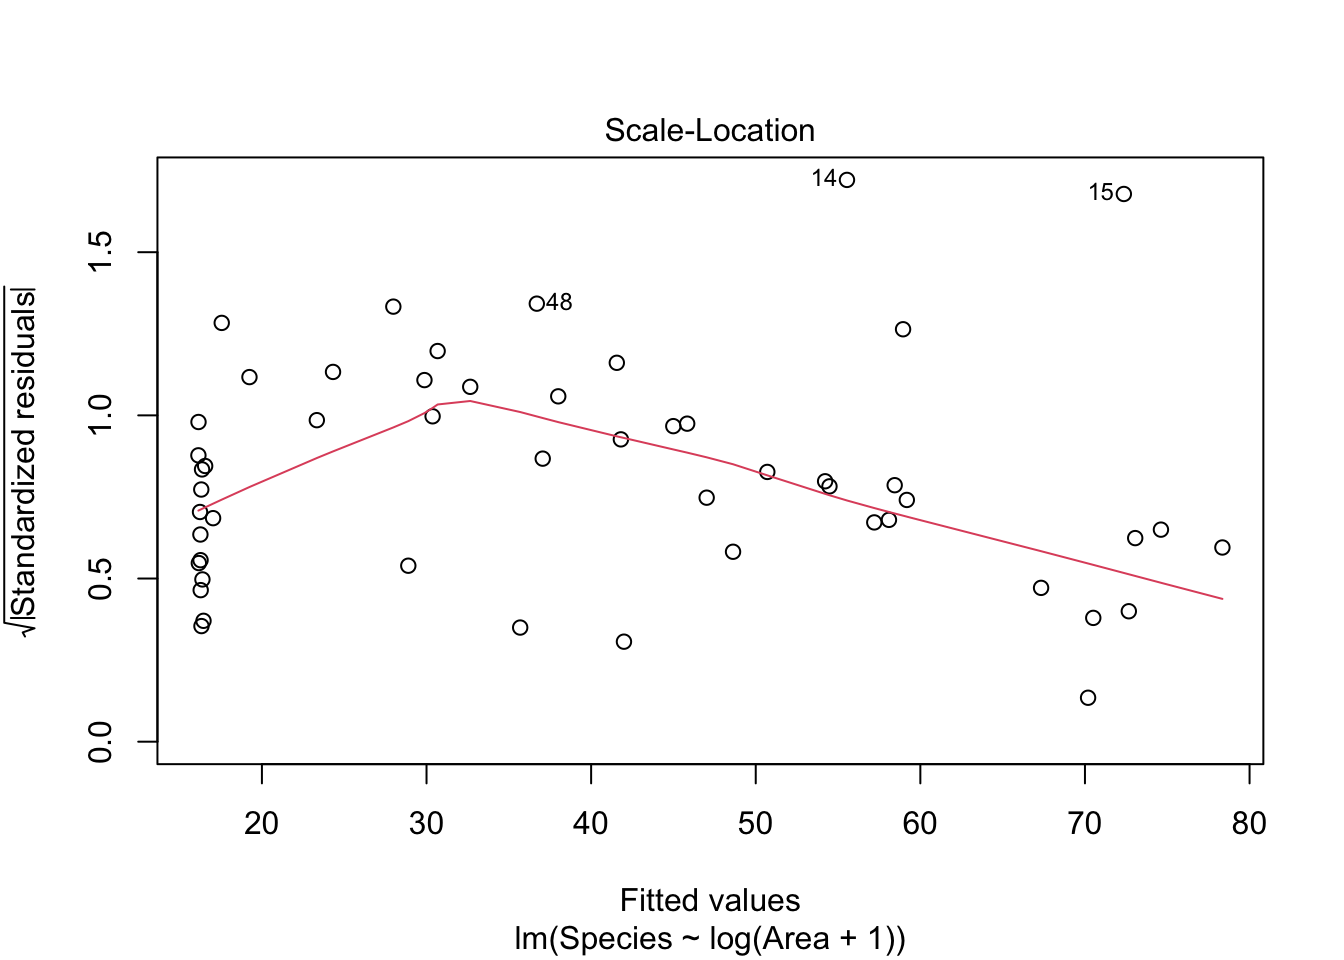 Scale-Location
√|Standardized residuals|
0.0
0.5
1.0
1.5
14
15
48
20 30 40 50 60 70 80
Fitted values
lm(Species ~ log(Area + 1))